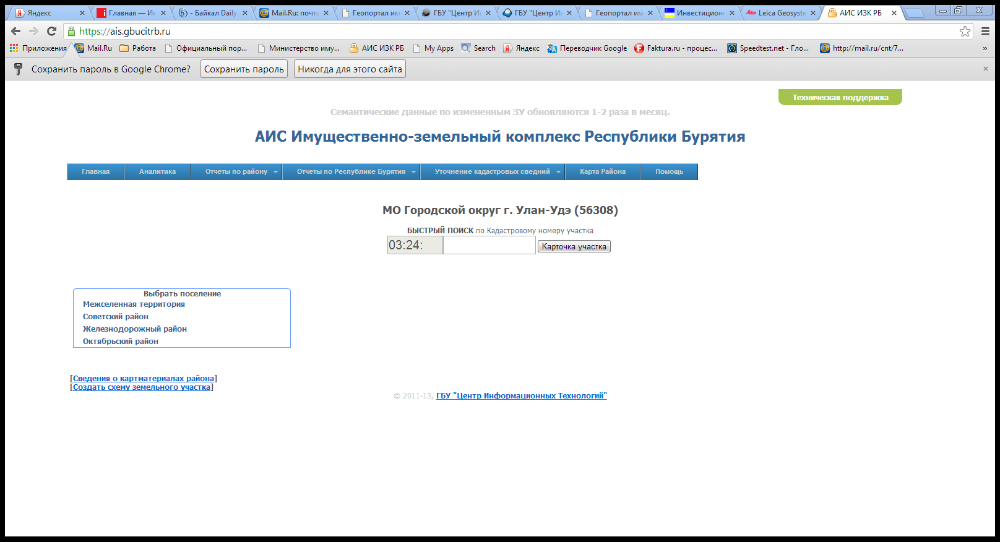 Яндекс
Главная — Ин
- Байкал Daily
Mail.Ru: почта
Геопортал им
ГБУ "Центр И
ГБУ "Центр И
Геопортал им
Инвестицион
Leica Geosyste
АИС ИЗК РБ
https://ais.gbucitrb.ru
Приложения
Mail.Ru
Работа
Официальный пор...
Министерство иму...
АИС ИЗК РБ
My Apps
Search
Яндекс
Переводчик Google
Faktura.ru - процес...
Speedtest.net - Гло...
http://mail.ru/cnt/7...
»
Сохранить пароль в Google Chrome?
Сохранить пароль
Никогда для этого сайта
Техническая поддержка
Семантические данные по измененным ЗУ обновляются 1-2 раза в месяц.
АИС Имущественно-земельный комплекс Республики Бурятия
Главная
Аналитика
Отчеты по району
Отчеты по Республике Бурятия
Уточнение кадастровых сведний
Карта Района
Помощь
МО Городской округ г. Улан-Удэ (56308)
БЫСТРЫЙ ПОИСК по Кадастровому номеру участка
03:24:
Карточка участка
Выбрать поселение
Межселенная территория
Советский район
Железнодорожный район
Октябрьский район
[Сведения о картматериалах района]
[Создать схему земельного участка]
© 2011-13, ГБУ "Центр Информационных Технологий"